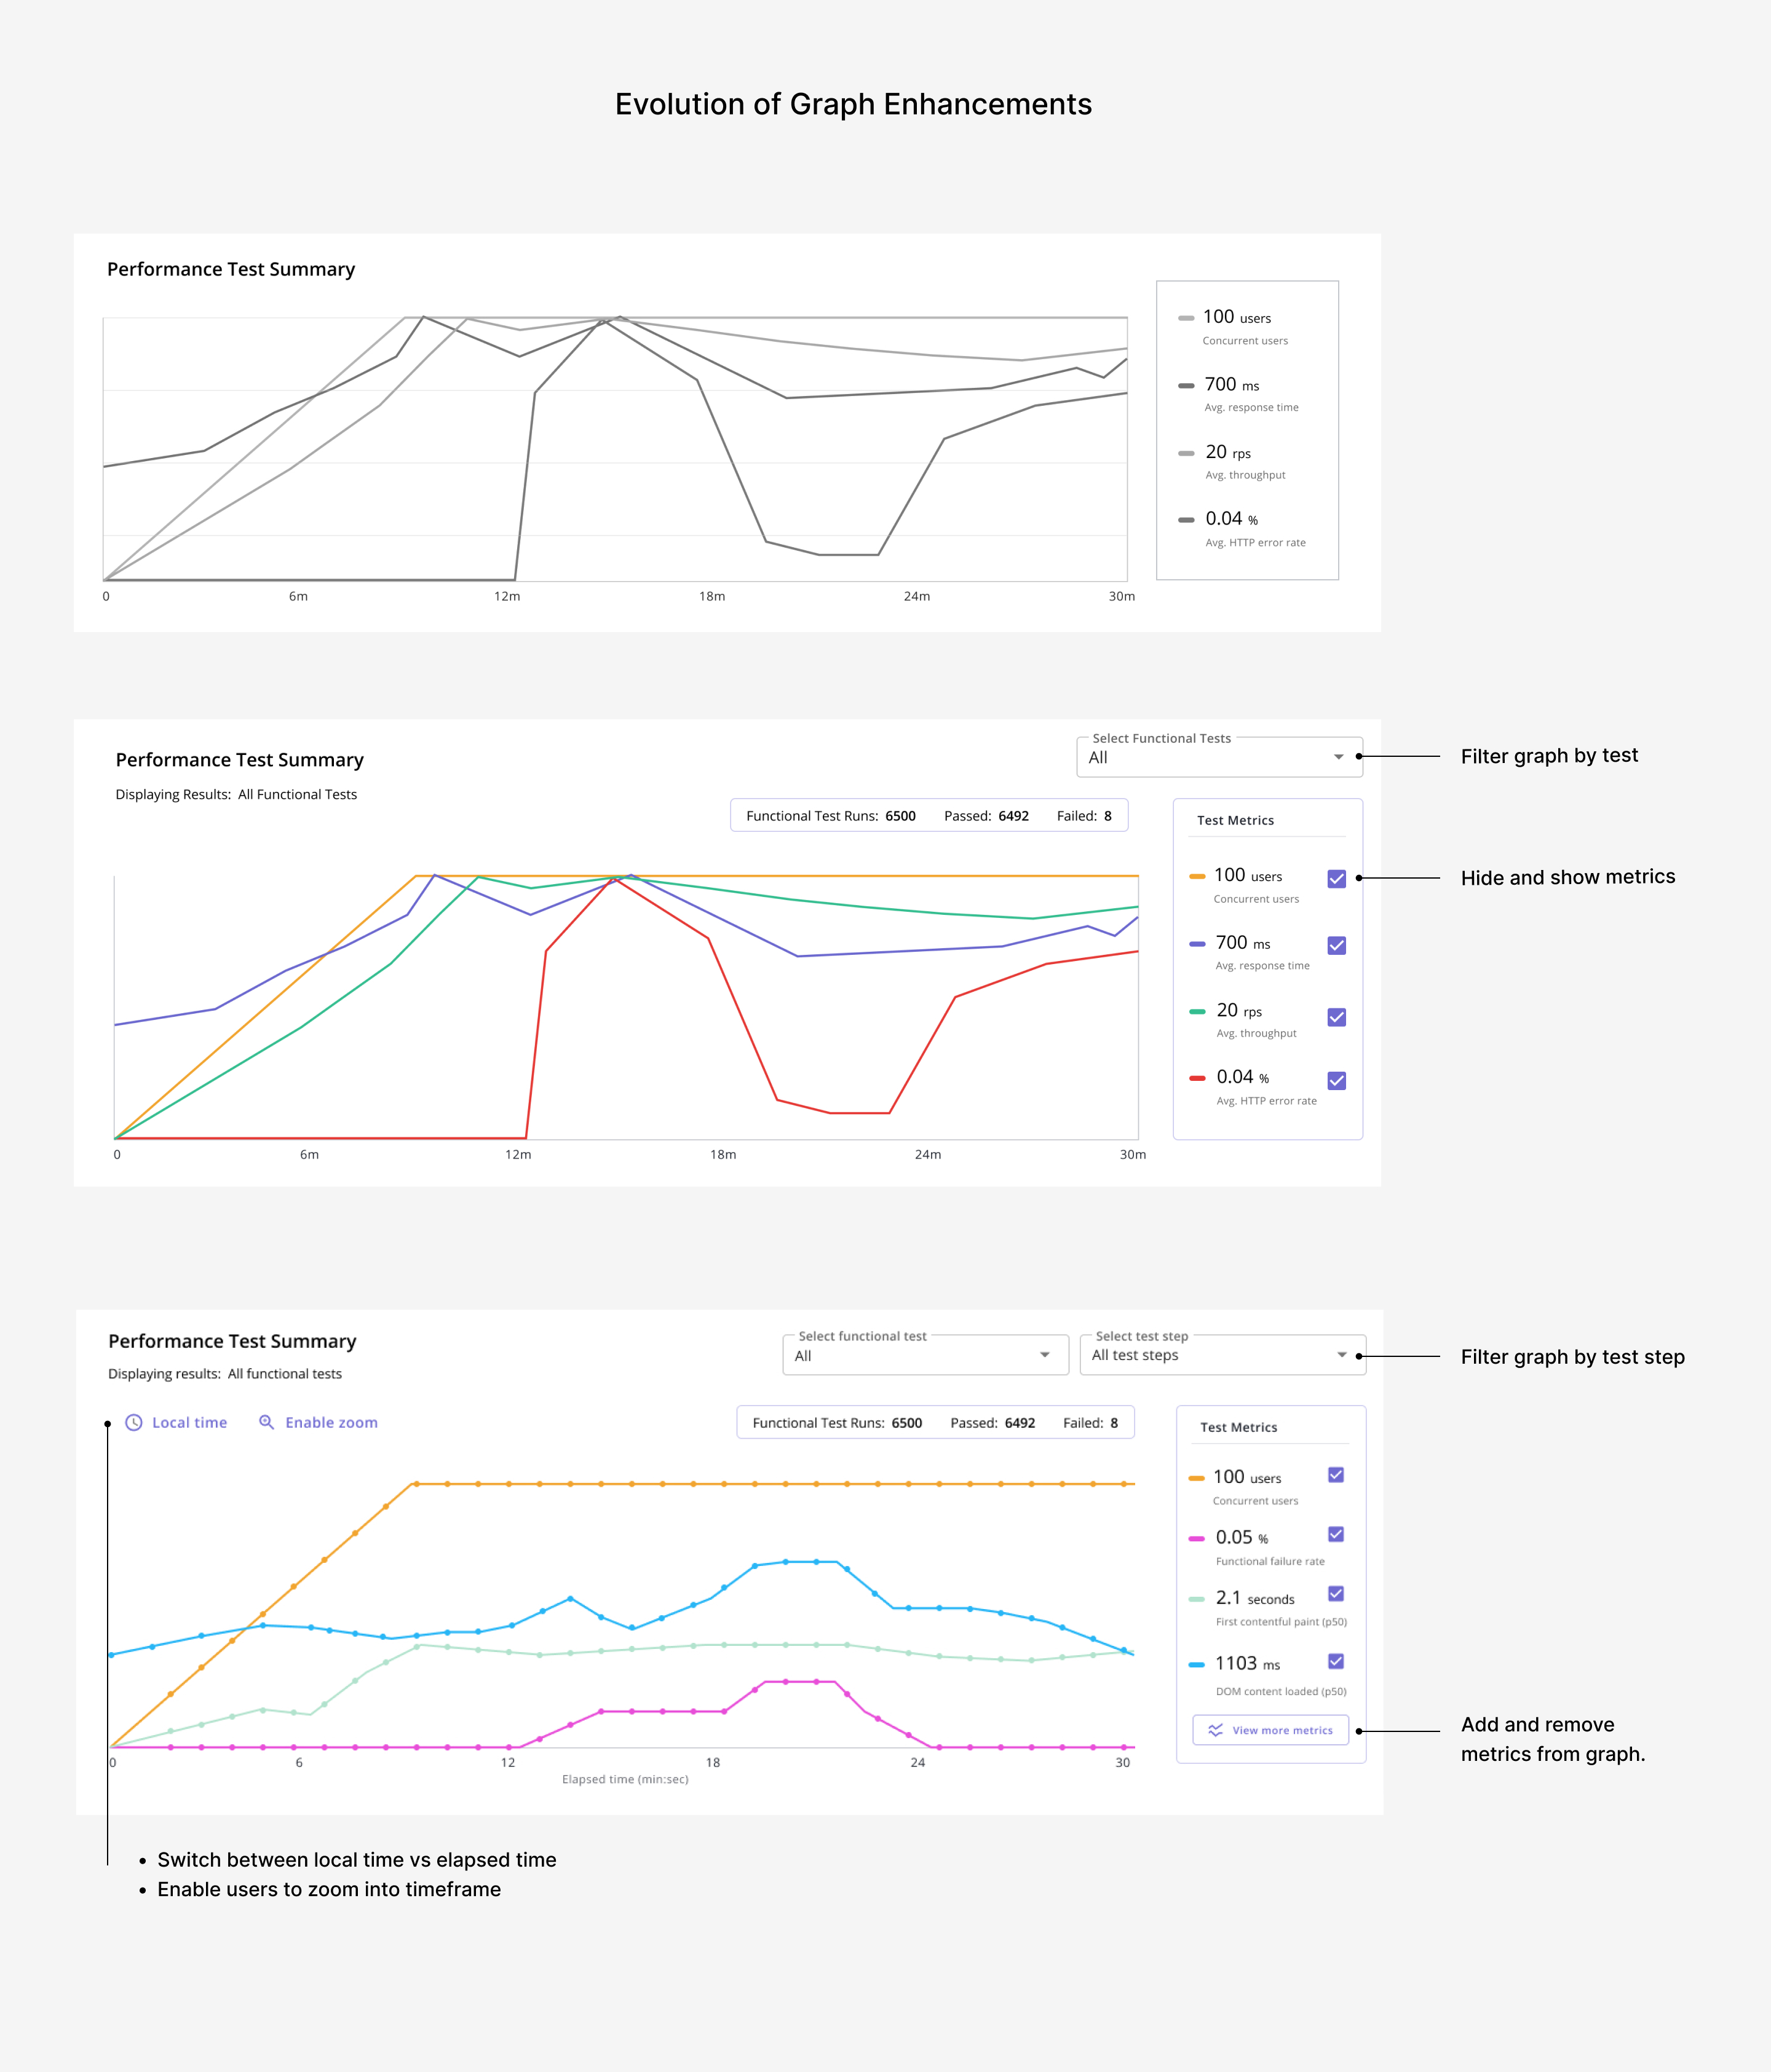 Evolution of Graph Enhancements
Performance Test Summary
100 users
Concurrent users
700 ms
Avg. response time
20 rps
Avg. throughput
0.04 %
Avg. HTTP error rate
0 6m 12m 18m 24m 30m
Select Functional Tests
All
Filter graph by test
Performance Test Summary
Displaying Results: All Functional Tests
Functional Test Runs: 6500 Passed: 6492 Failed: 8
Test Metrics
100 users
Concurrent users
Hide and show metrics
700 ms
Avg. response time
20 rps
Avg. throughput
0.04 %
Avg. HTTP error rate
0 6m 12m 18m 24m 30m
Performance Test Summary
Displaying results: All functional tests
Select functional test
All
Select test step
All test steps
Filter graph by test step
Local time Enable zoom
Functional Test Runs: 6500 Passed: 6492 Failed: 8
Test Metrics
100 users
Concurrent users
0.05 %
Functional failure rate
2.1 seconds
First contentful paint (p50)
1103 ms
DOM content loaded (p50)
View more metrics
Add and remove
metrics from graph.
0 6 12 18 24 30
Elapsed time (min:sec)
• Switch between local time vs elapsed time
• Enable users to zoom into timeframe